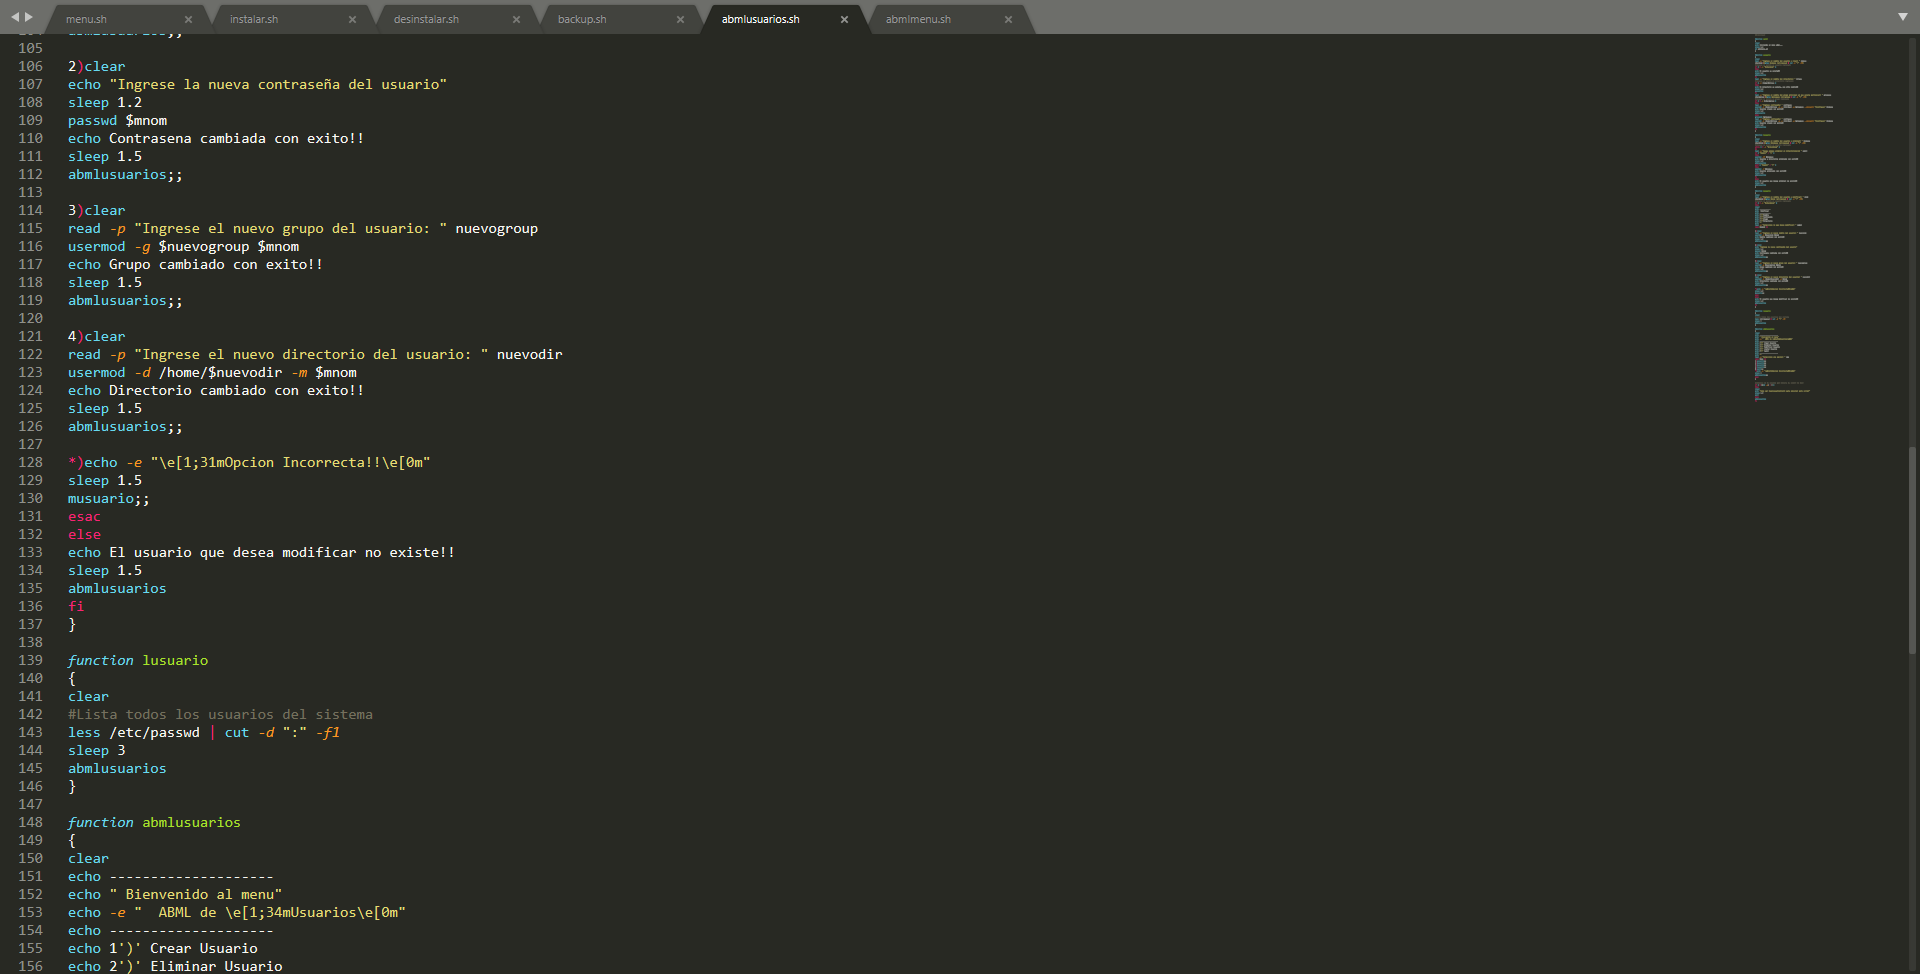 menu.sh
instalar.sh
desinstalar.sh
backup.sh
abmlusuarios.sh
abmlmenu.sh
105
106 2)clear
107 echo "Ingrese la nueva contraseña del usuario"
108 sleep 1.2
109 passwd $mnom
110 echo Contrasena cambiada con exito!!
111 sleep 1.5
112 abmlusuarios;;
113
114 3)clear
115 read -p "Ingrese el nuevo grupo del usuario: " nuevogroup
116 usermod -g $nuevogroup $mnom
117 echo Grupo cambiado con exito!!
118 sleep 1.5
119 abmlusuarios;;
120
121 4)clear
122 read -p "Ingrese el nuevo directorio del usuario: " nuevodir
123 usermod -d /home/$nuevodir -m $mnom
124 echo Directorio cambiado con exito!!
125 sleep 1.5
126 abmlusuarios;;
127
128 *)echo -e "\e[1;31mOpcion Incorrecta!!\e[0m"
129 sleep 1.5
130 musuario;;
131 esac
132 else
133 echo El usuario que desea modificar no existe!!
134 sleep 1.5
135 abmlusuarios
136 fi
137 }
138
139 function lusuario
140 {
141 clear
142 #Lista todos los usuarios del sistema
143 less /etc/passwd | cut -d ":" -f1
144 sleep 3
145 abmlusuarios
146 }
147
148 function abmlusuarios
149 {
150 clear
151 echo --------------------
152 echo " Bienvenido al menu"
153 echo -e "  ABML de \e[1;34mUsuarios\e[0m"
154 echo --------------------
155 echo 1')' Crear Usuario
156 echo 2')' Eliminar Usuario